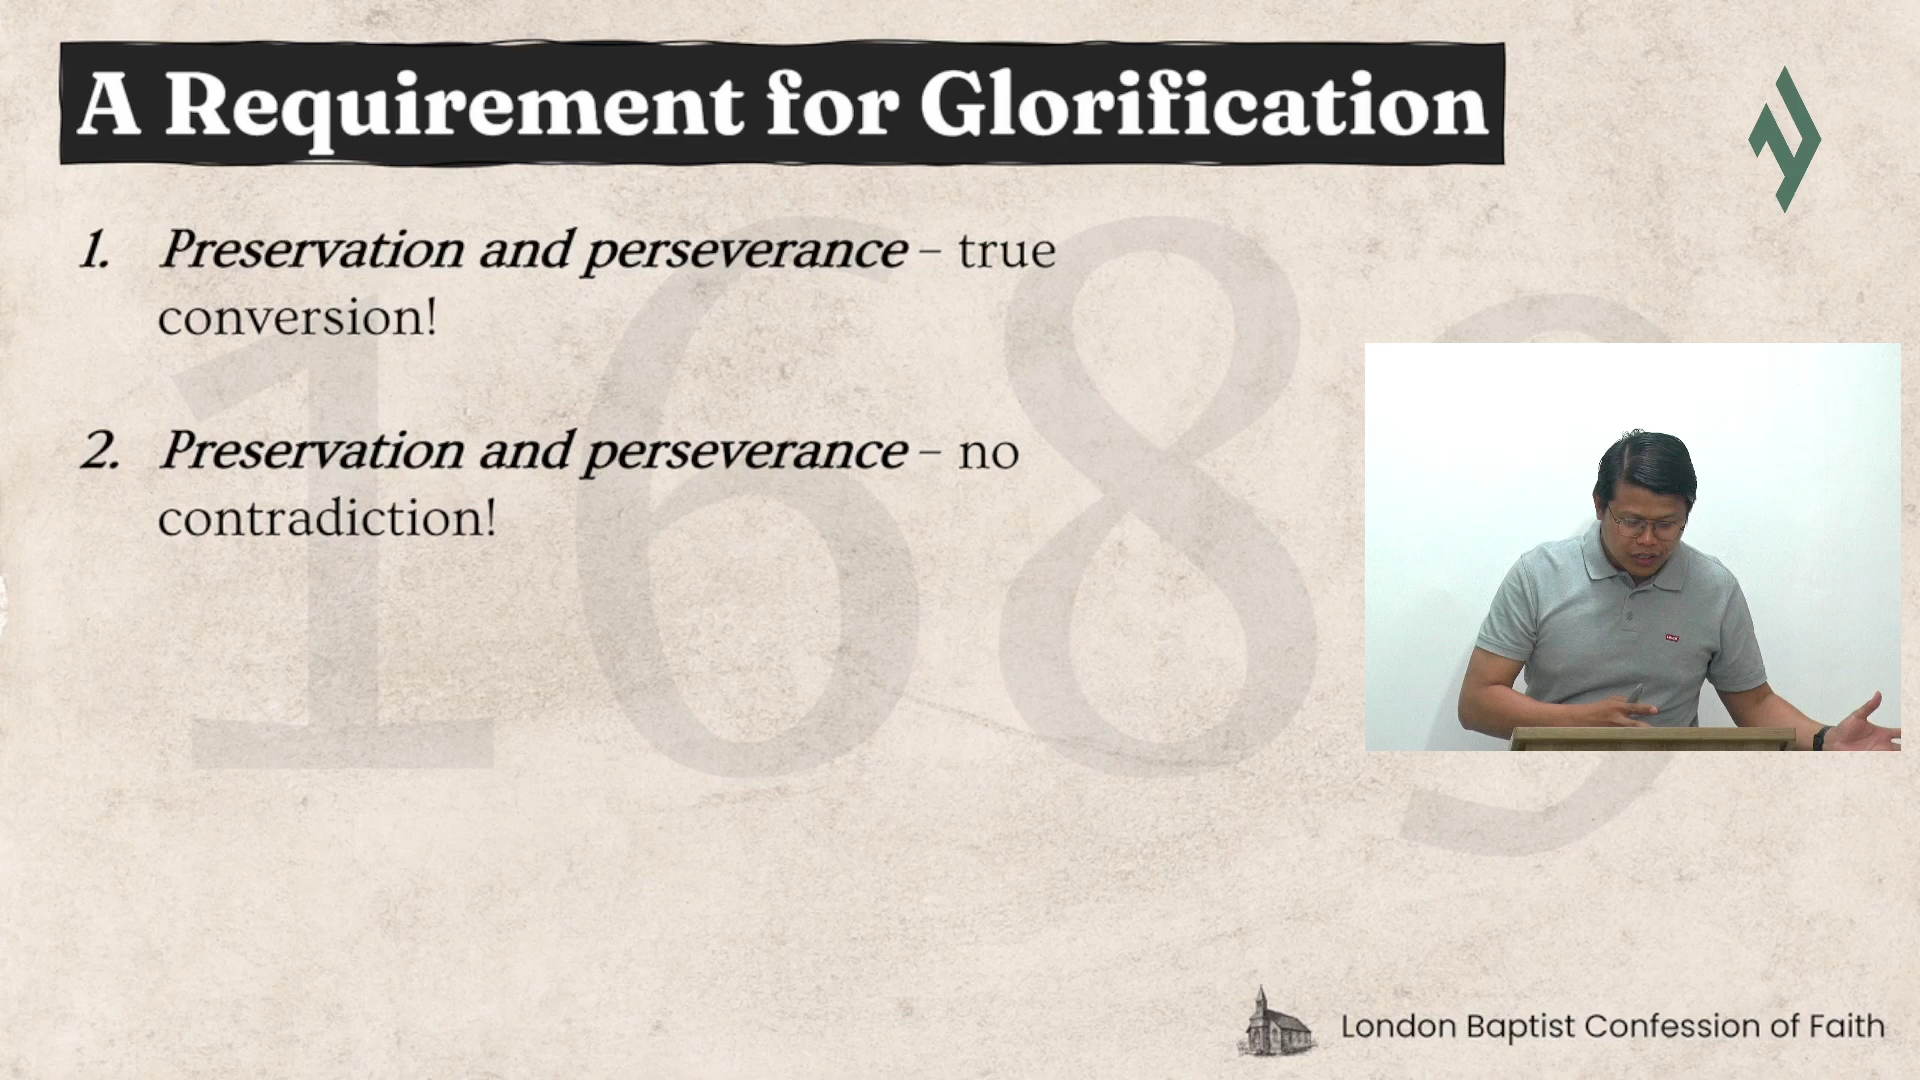 A Requirement for Glorification
1. Preservation and perseverance – true
conversion!
2. Preservation and perseverance – no
contradiction!
1689
London Baptist Confession of Faith